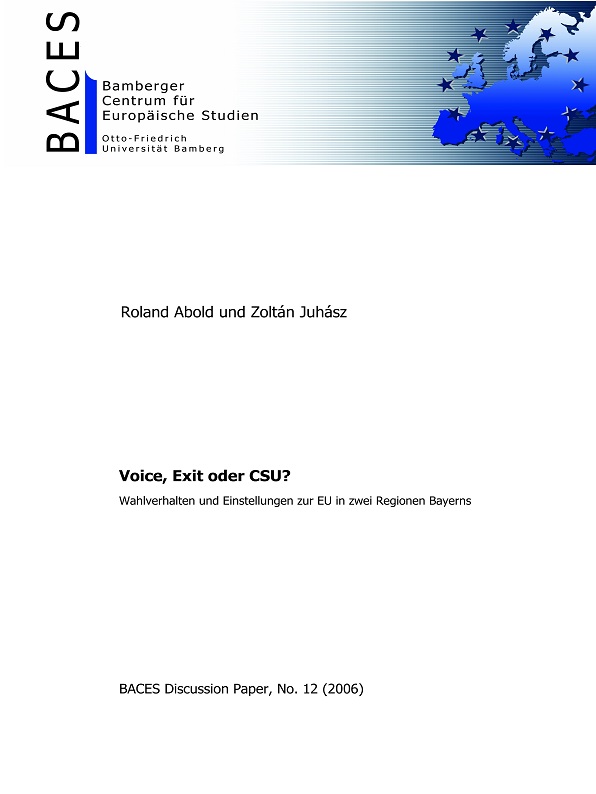 BACES
Bamberger
Centrum für
Europäische Studien
Otto-Friedrich
Universität Bamberg
Roland Abold und Zoltán Juhász
Voice, Exit oder CSU?
Wahlverhalten und Einstellungen zur EU in zwei Regionen Bayerns
BACES Discussion Paper, No. 12 (2006)